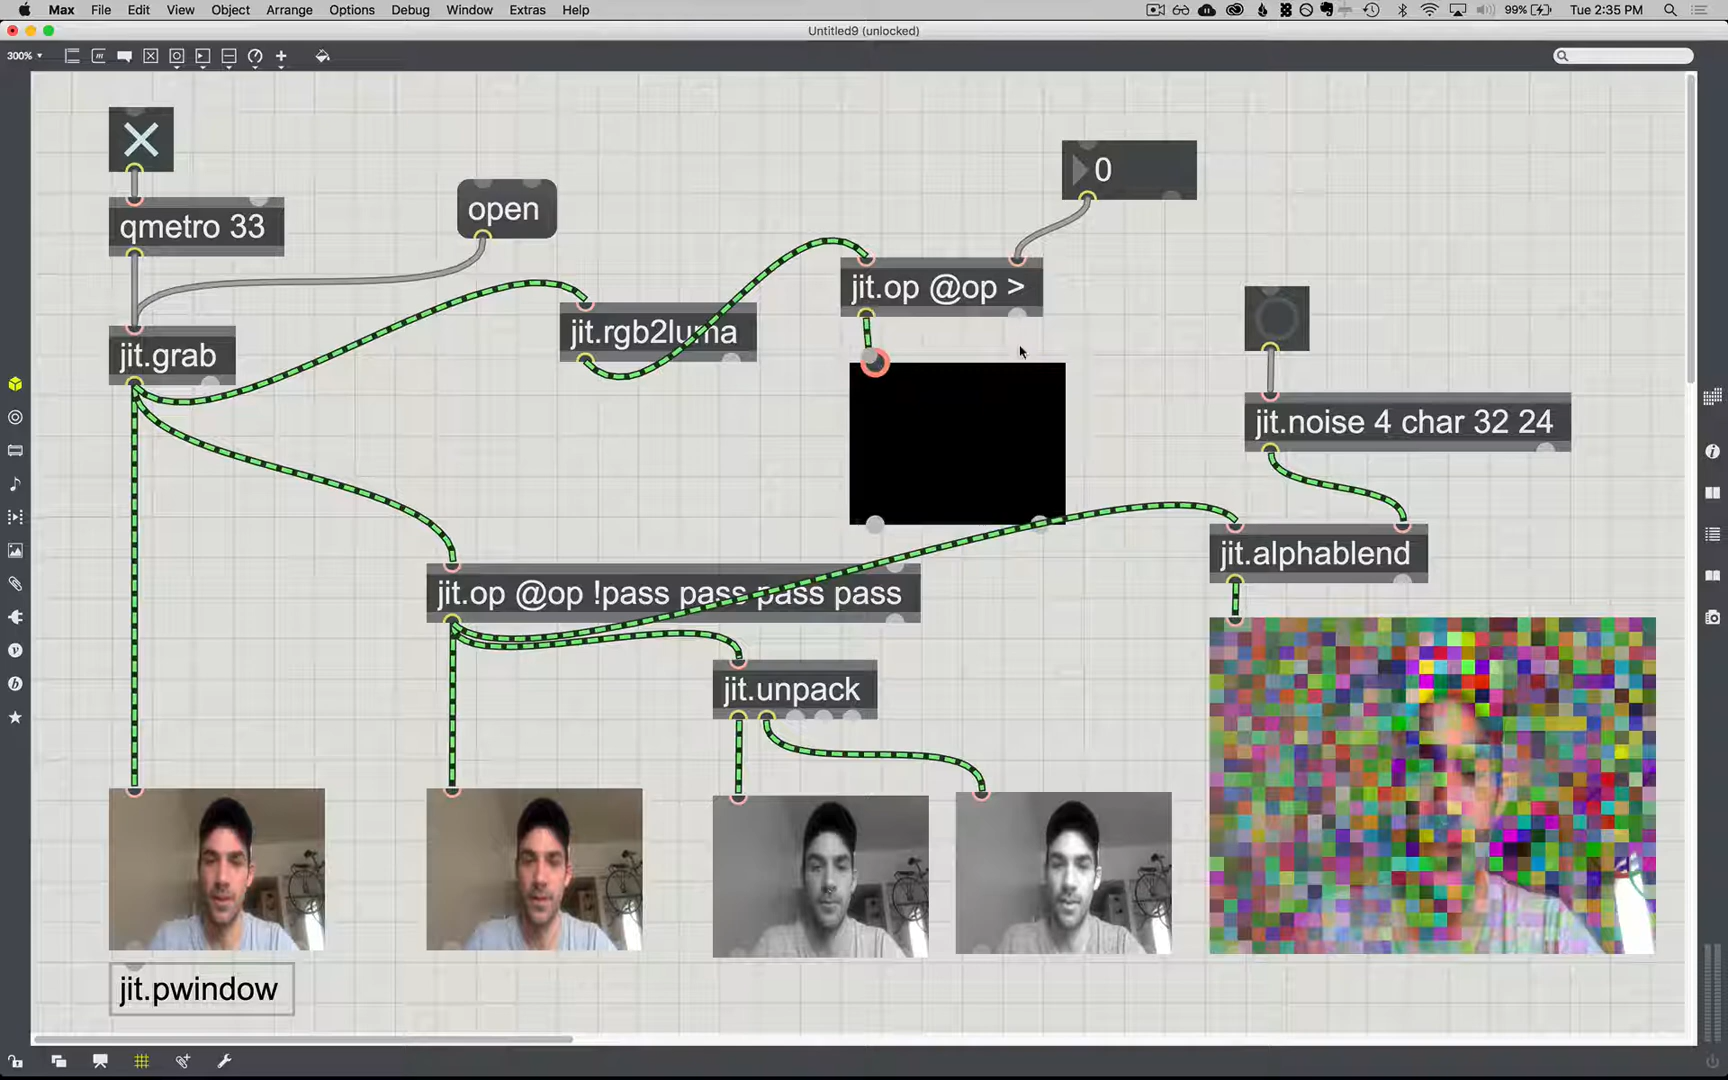 Max File Edit View Object Arrange Options Debug Window Extras Help 99% Tue 2:35 PM
Untitled9 (unlocked)
300%
0
open
qmetro 33
jit.op @op >
jit.rgb2luma
jit.grab
jit.noise 4 char 32 24
jit.alphablend
jit.op @op !pass pass pass pass
jit.unpack
jit.pwindow